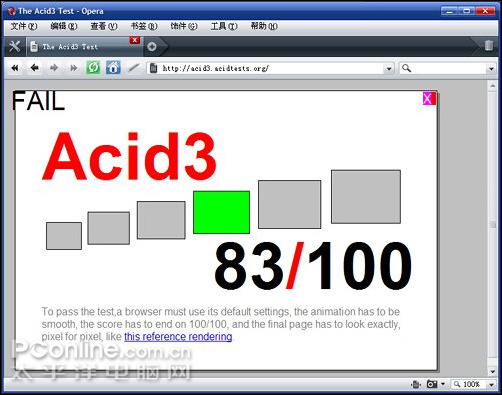 The Acid3 Test - Opera
文件(F) 查看(V) 书签(B) 饰件(G) 工具(T) 帮助(H)
The Acid3 Test
http://acid3.acidtests.org/
FAIL
X
Acid3
83/100
To pass the test,a browser must use its default settings, the animation has to be
smooth, the score has to end on 100/100, and the final page has to look exactly,
pixel for pixel, like this reference rendering.
PConline.com.cn
太平洋电脑网
100%